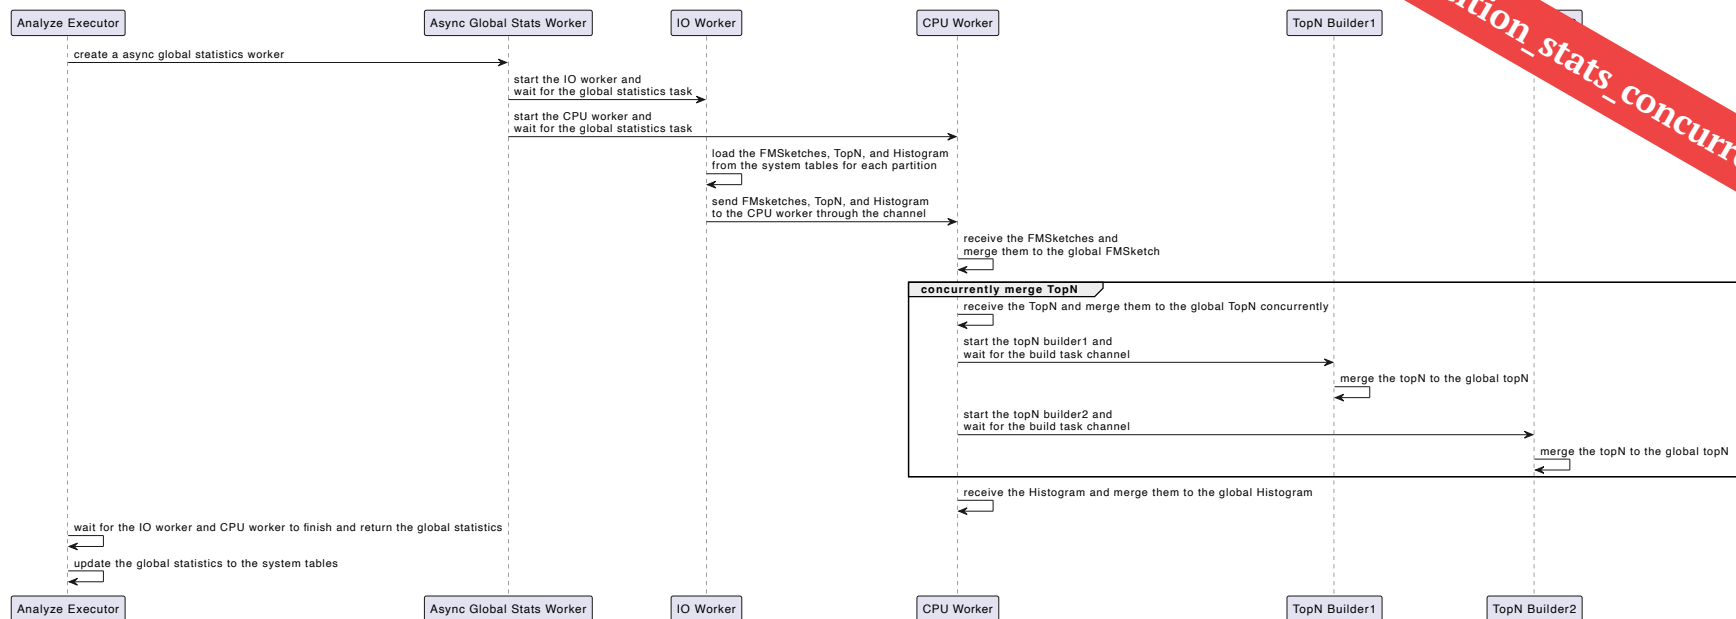 Analyze Executor
Async Global Stats Worker
IO Worker
CPU Worker
TopN Builder1
create a async global statistics worker
start the IO worker and
wait for the global statistics task
start the CPU worker and
wait for the global statistics task
load the FMSketches, TopN, and Histogram
from the system tables for each partition
send FMsketches, TopN, and Histogram
to the CPU worker through the channel
receive the FMSketches and
merge them to the global FMSketch
concurrently merge TopN
receive the TopN and merge them to the global TopN concurrently
start the topN builder1 and
wait for the build task channel
merge the topN to the global topN
start the topN builder2 and
wait for the build task channel
merge the topN to the global topN
receive the Histogram and merge them to the global Histogram
wait for the IO worker and CPU worker to finish and return the global statistics
update the global statistics to the system tables
Analyze Executor
Async Global Stats Worker
IO Worker
CPU Worker
TopN Builder1
TopN Builder2